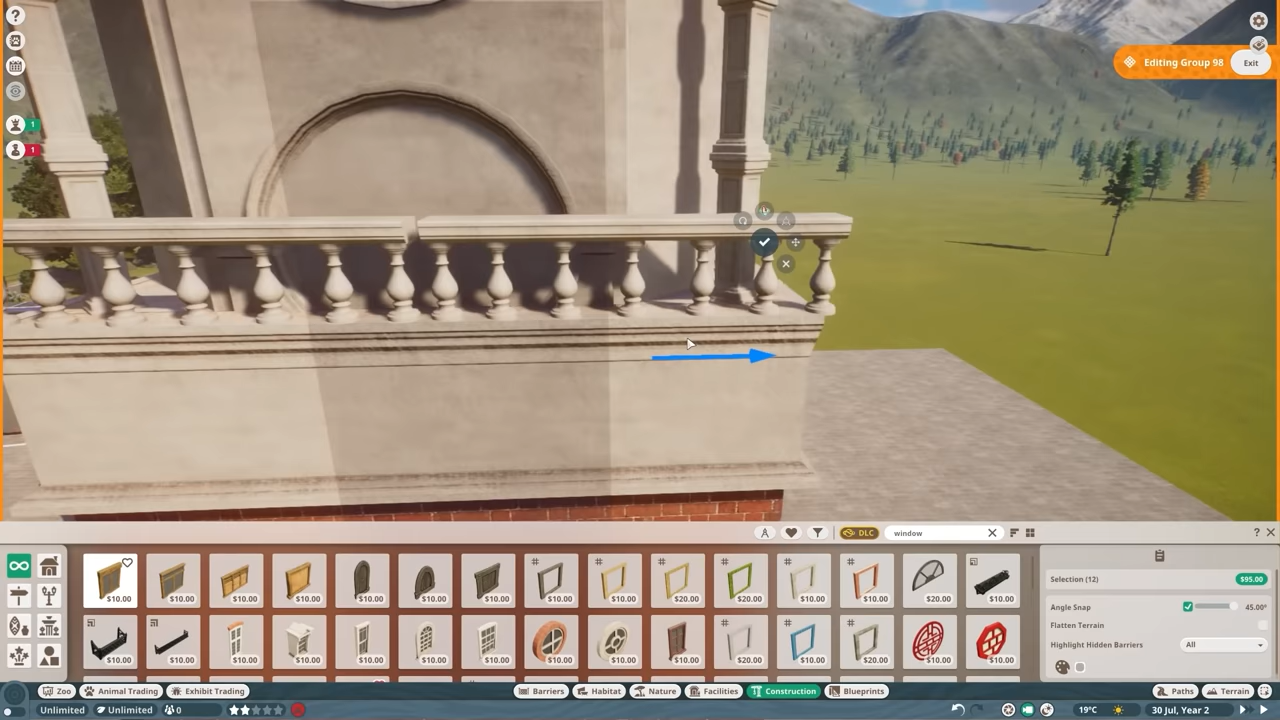 ?
1
1
Editing Group 98 Exit
DLC window
$10.00 $10.00 $10.00 $10.00 $10.00 $10.00 $10.00 $10.00 $10.00 $20.00 $20.00 $10.00 $10.00 $20.00 $10.00
$10.00 $10.00 $10.00 $10.00 $10.00 $10.00 $10.00 $10.00 $10.00 $10.00 $20.00 $10.00 $20.00 $10.00 $10.00
?
Selection (12) $95.00
Angle Snap 45.00°
Flatten Terrain
Highlight Hidden Barriers All
Zoo Animal Trading Exhibit Trading Barriers Habitat Nature Facilities Construction Blueprints Paths Terrain
Unlimited Unlimited 0 19°C 30 Jul, Year 2